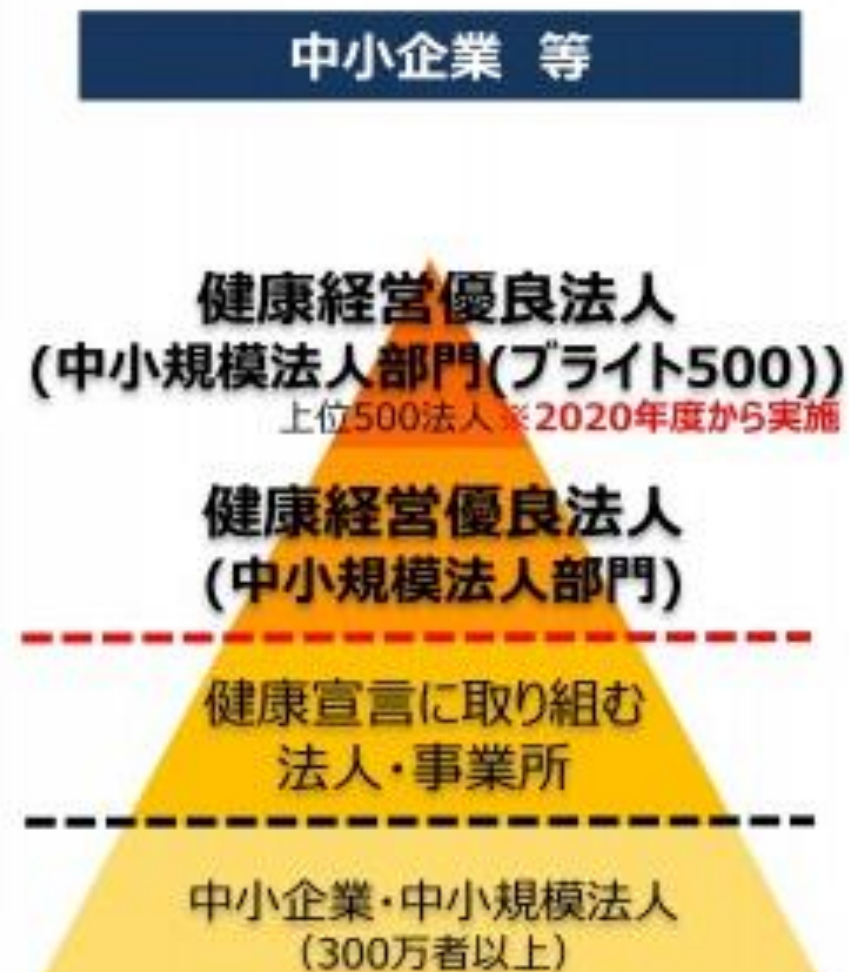 中小企業 等
健康経営優良法人
(中小規模法人部門(ブライト500))
上位500法人※2020年度から実施
健康経営優良法人
(中小規模法人部門)
健康宣言に取り組む
法人・事業所
中小企業・中小規模法人
(300万者以上)